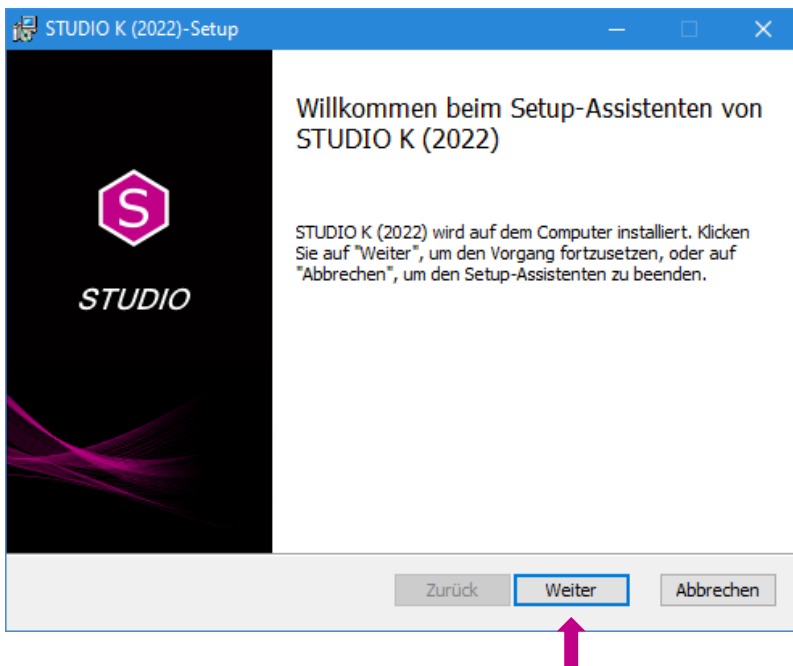 STUDIO K (2022)-Setup
Willkommen beim Setup-Assistenten von
STUDIO K (2022)
S
STUDIO
STUDIO K (2022) wird auf dem Computer installiert. Klicken
Sie auf "Weiter", um den Vorgang fortzusetzen, oder auf
"Abbrechen", um den Setup-Assistenten zu beenden.
Zurück Weiter Abbrechen